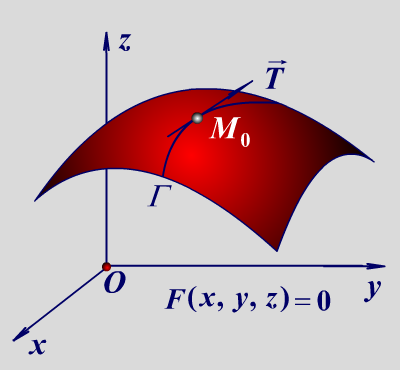 z
T⃗
M₀
Γ
O
y
F(x, y, z) = 0
x